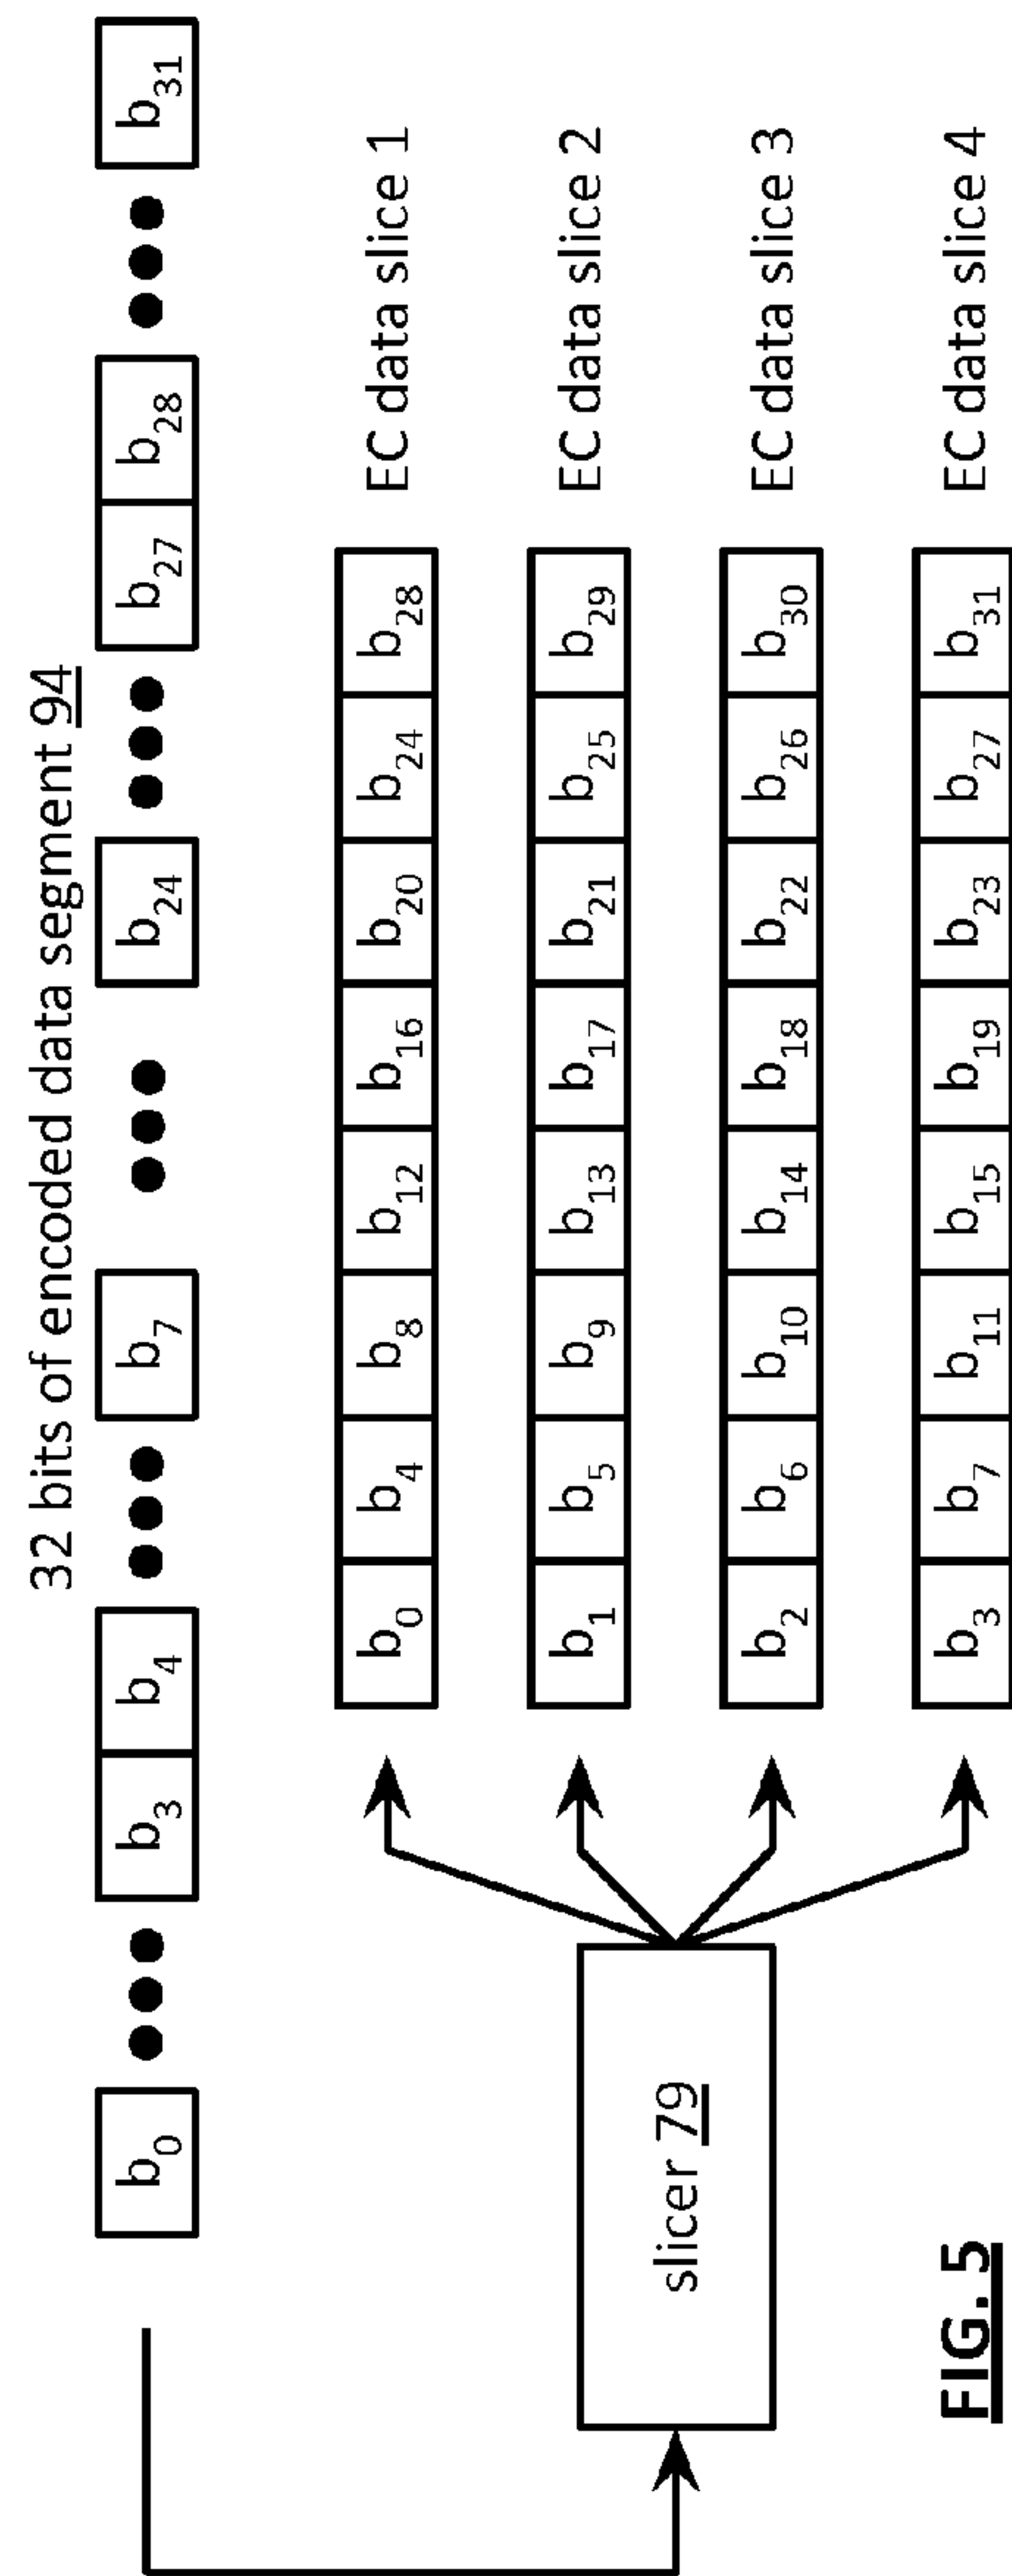 32 bits of encoded data segment 94
b0 b3 b4 b7 b24 b27 b28 b31
b0 b4 b8 b12 b16 b20 b24 b28 EC data slice 1
b1 b5 b9 b13 b17 b21 b25 b29 EC data slice 2
slicer 79
b2 b6 b10 b14 b18 b22 b26 b30 EC data slice 3
b3 b7 b11 b15 b19 b23 b27 b31 EC data slice 4
FIG. 5